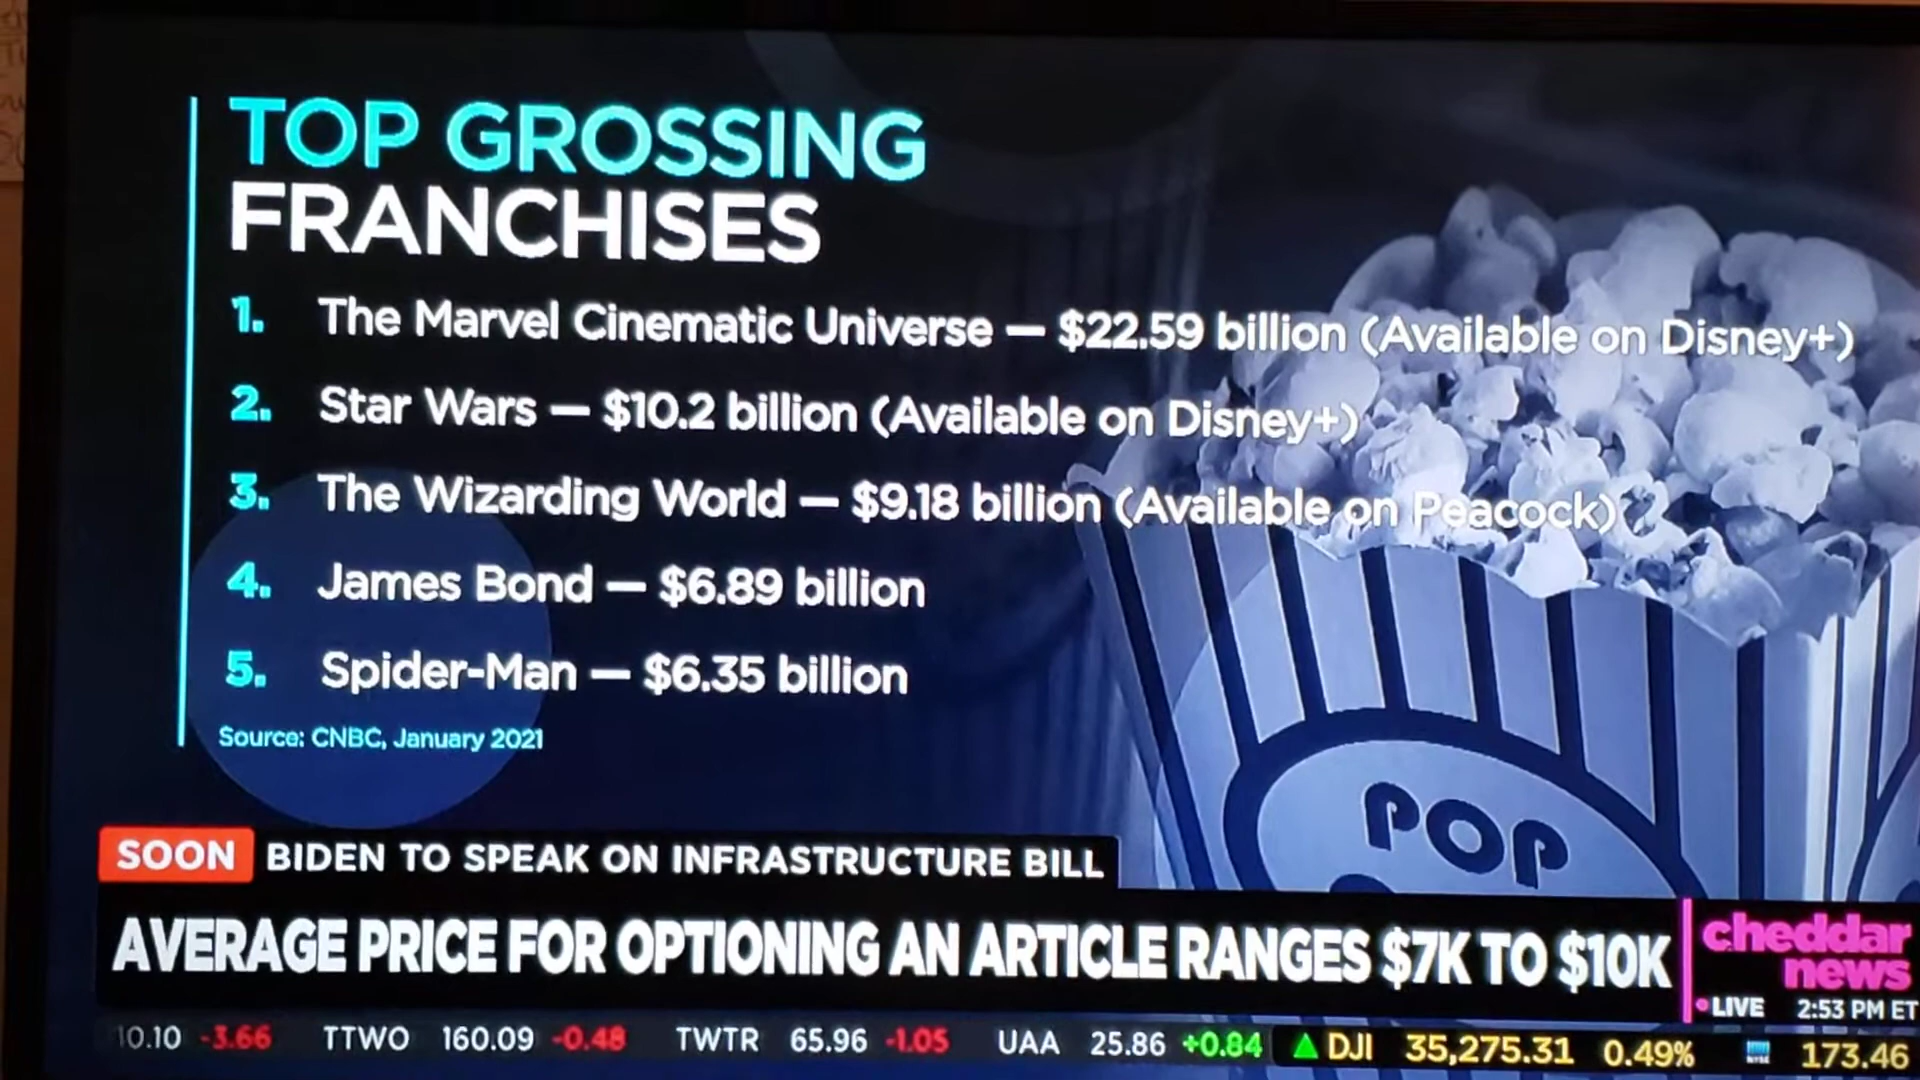 TOP GROSSING
FRANCHISES
1. The Marvel Cinematic Universe — $22.59 billion (Available on Disney+)
2. Star Wars — $10.2 billion (Available on Disney+)
3. The Wizarding World — $9.18 billion (Available on Peacock)
4. James Bond — $6.89 billion
5. Spider-Man — $6.35 billion
Source: CNBC, January 2021
POP
SOON BIDEN TO SPEAK ON INFRASTRUCTURE BILL
AVERAGE PRICE FOR OPTIONING AN ARTICLE RANGES $7K TO $10K
cheddar
news
LIVE 2:53 PM ET
10.10 -3.66 TTWO 160.09 -0.48 TWTR 65.96 -1.05 UAA 25.86 +0.84 DJI 35,275.31 0.49% NYSE 173.46